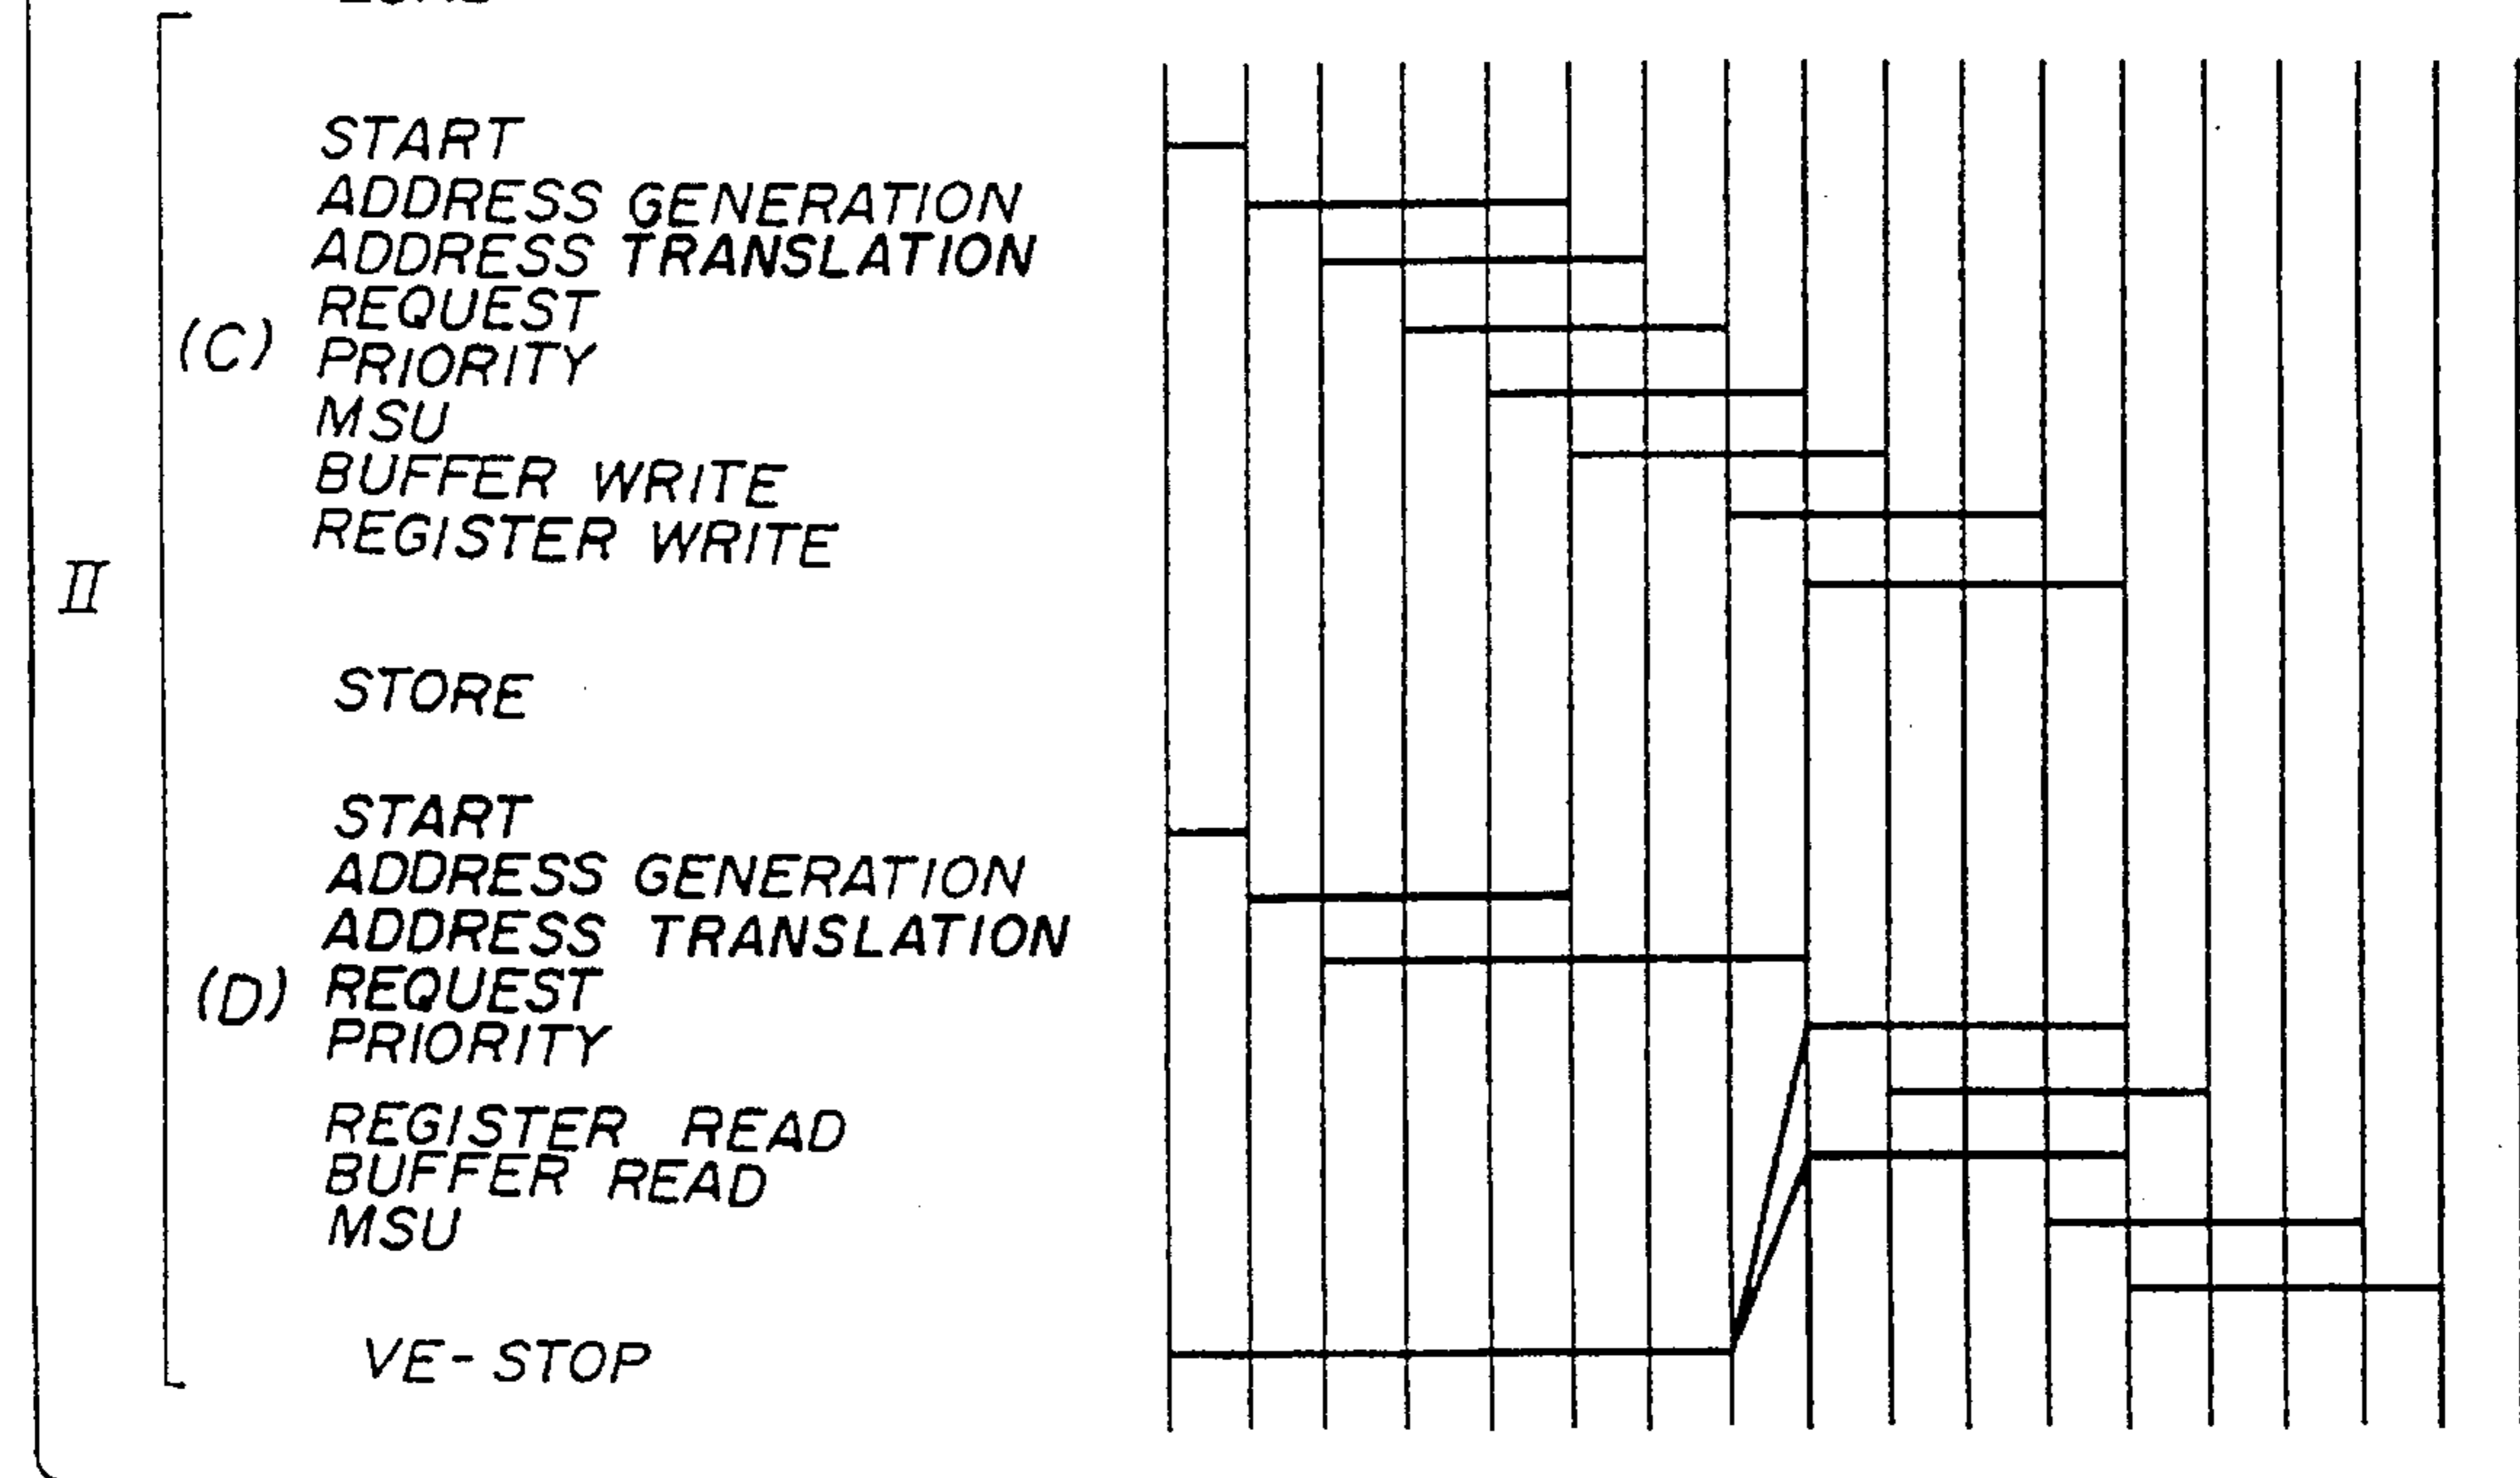 START
ADDRESS GENERATION
ADDRESS TRANSLATION
REQUEST
(C)
PRIORITY
MSU
BUFFER WRITE
REGISTER WRITE
II
STORE
START
ADDRESS GENERATION
ADDRESS TRANSLATION
(D) REQUEST
PRIORITY
REGISTER READ
BUFFER READ
MSU
VE-STOP